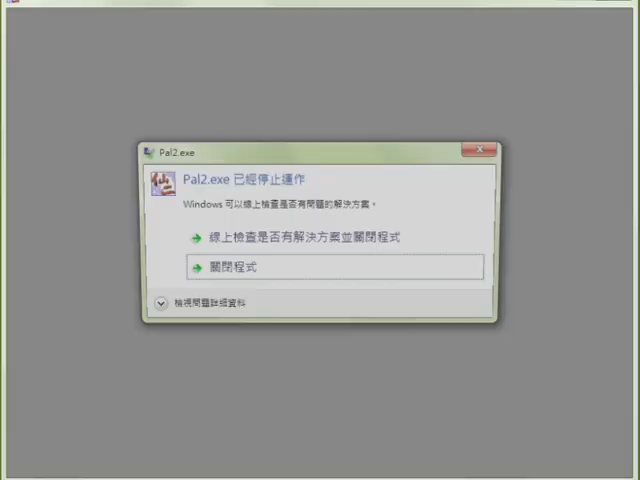 Pal2.exe
仙二
Pal2.exe 已經停止運作
Windows 可以線上檢查是否有問題的解決方案。
線上檢查是否有解決方案並關閉程式
關閉程式
檢視問題詳細資料